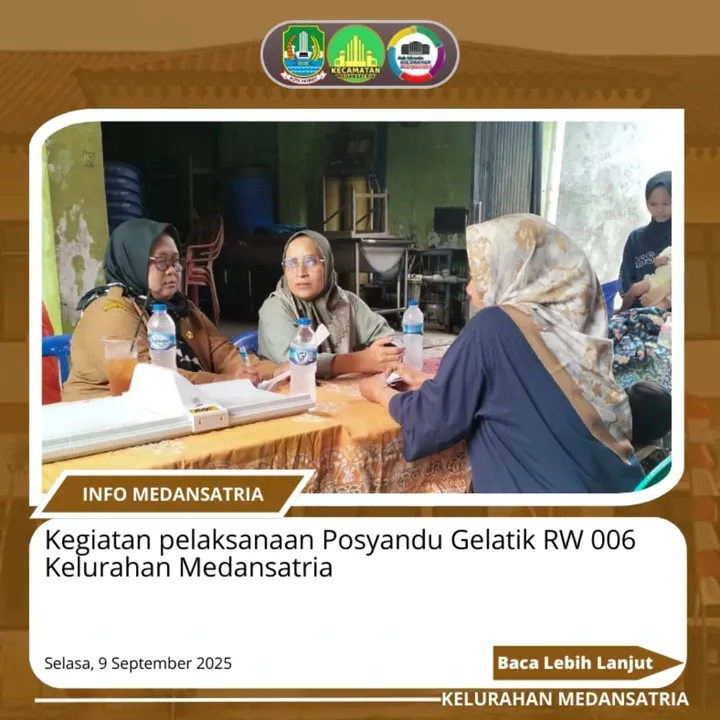 KECAMATAN
INFO MEDANSATRIA
Kegiatan pelaksanaan Posyandu Gelatik RW 006
Kelurahan Medansatria
Selasa, 9 September 2025
Baca Lebih Lanjut
KELURAHAN MEDANSATRIA